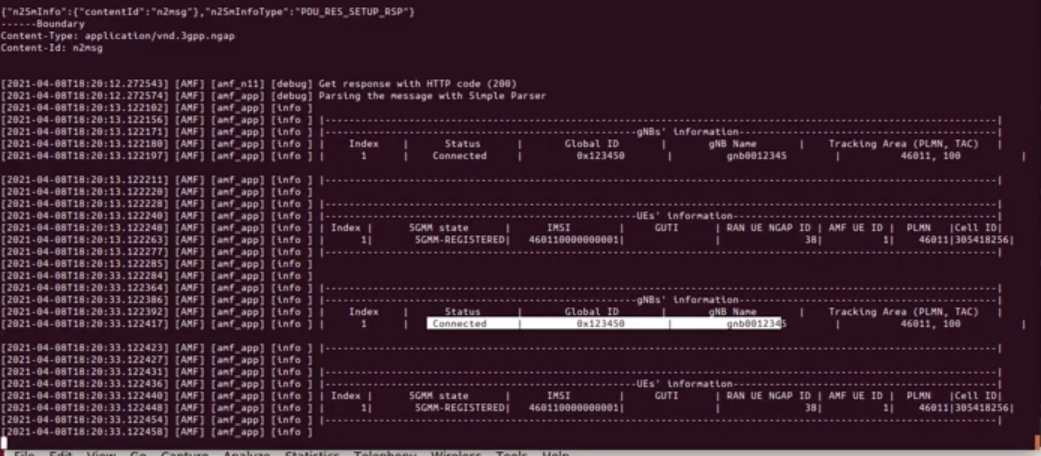 {"n2SmInfo":{"contentId":"n2msg"},"n2SmInfoType":"PDU_RES_SETUP_RSP"}
------Boundary
Content-Type: application/vnd.3gpp.ngap
Content-Id: n2msg
[2021-04-08T18:20:12.272543] [AMF] [amf_n11] [debug] Get response with HTTP code (200)
[2021-04-08T18:20:12.272574] [AMF] [amf_app] [debug] Parsing the message with Simple Parser
[2021-04-08T18:20:13.122102] [AMF] [amf_app] [info ]
[2021-04-08T18:20:13.122156] [AMF] [amf_app] [info ] |----------------------------------------------------------------------------------------------------------------|
[2021-04-08T18:20:13.122171] [AMF] [amf_app] [info ] |----------------------------------------------------gNBs' information-------------------------------------------|
[2021-04-08T18:20:13.122180] [AMF] [amf_app] [info ] | Index | Status | Global ID | gNB Name | Tracking Area (PLMN, TAC) |
[2021-04-08T18:20:13.122197] [AMF] [amf_app] [info ] | 1 | Connected | 0x123450 | gnb0012345 | 46011, 100 |
[2021-04-08T18:20:13.122211] [AMF] [amf_app] [info ] |----------------------------------------------------------------------------------------------------------------|
[2021-04-08T18:20:13.122220] [AMF] [amf_app] [info ]
[2021-04-08T18:20:13.122228] [AMF] [amf_app] [info ] |----------------------------------------------------------------------------------------------------------------|
[2021-04-08T18:20:13.122240] [AMF] [amf_app] [info ] |----------------------------------------------------UEs' information--------------------------------------------|
[2021-04-08T18:20:13.122248] [AMF] [amf_app] [info ] | Index | 5GMM state | IMSI | GUTI | RAN UE NGAP ID | AMF UE ID | PLMN |Cell ID|
[2021-04-08T18:20:13.122263] [AMF] [amf_app] [info ] | 1| 5GMM-REGISTERED| 460110000000001| | 38| 1| 46011|305418256|
[2021-04-08T18:20:13.122277] [AMF] [amf_app] [info ] |----------------------------------------------------------------------------------------------------------------|
[2021-04-08T18:20:13.122285] [AMF] [amf_app] [info ]
[2021-04-08T18:20:33.122284] [AMF] [amf_app] [info ]
[2021-04-08T18:20:33.122364] [AMF] [amf_app] [info ] |----------------------------------------------------------------------------------------------------------------|
[2021-04-08T18:20:33.122386] [AMF] [amf_app] [info ] |----------------------------------------------------gNBs' information-------------------------------------------|
[2021-04-08T18:20:33.122392] [AMF] [amf_app] [info ] | Index | Status | Global ID | gNB Name | Tracking Area (PLMN, TAC) |
[2021-04-08T18:20:33.122417] [AMF] [amf_app] [info ] | 1 | Connected | 0x123450 | gnb0012345 | 46011, 100 |
[2021-04-08T18:20:33.122423] [AMF] [amf_app] [info ] |----------------------------------------------------------------------------------------------------------------|
[2021-04-08T18:20:33.122427] [AMF] [amf_app] [info ]
[2021-04-08T18:20:33.122431] [AMF] [amf_app] [info ] |----------------------------------------------------------------------------------------------------------------|
[2021-04-08T18:20:33.122436] [AMF] [amf_app] [info ] |----------------------------------------------------UEs' information--------------------------------------------|
[2021-04-08T18:20:33.122440] [AMF] [amf_app] [info ] | Index | 5GMM state | IMSI | GUTI | RAN UE NGAP ID | AMF UE ID | PLMN |Cell ID|
[2021-04-08T18:20:33.122448] [AMF] [amf_app] [info ] | 1| 5GMM-REGISTERED| 460110000000001| | 38| 1| 46011|305418256|
[2021-04-08T18:20:33.122454] [AMF] [amf_app] [info ] |----------------------------------------------------------------------------------------------------------------|
[2021-04-08T18:20:33.122458] [AMF] [amf_app] [info ]
File Edit View Go Capture Analyze Statistics Telephony Wireless Tools Help